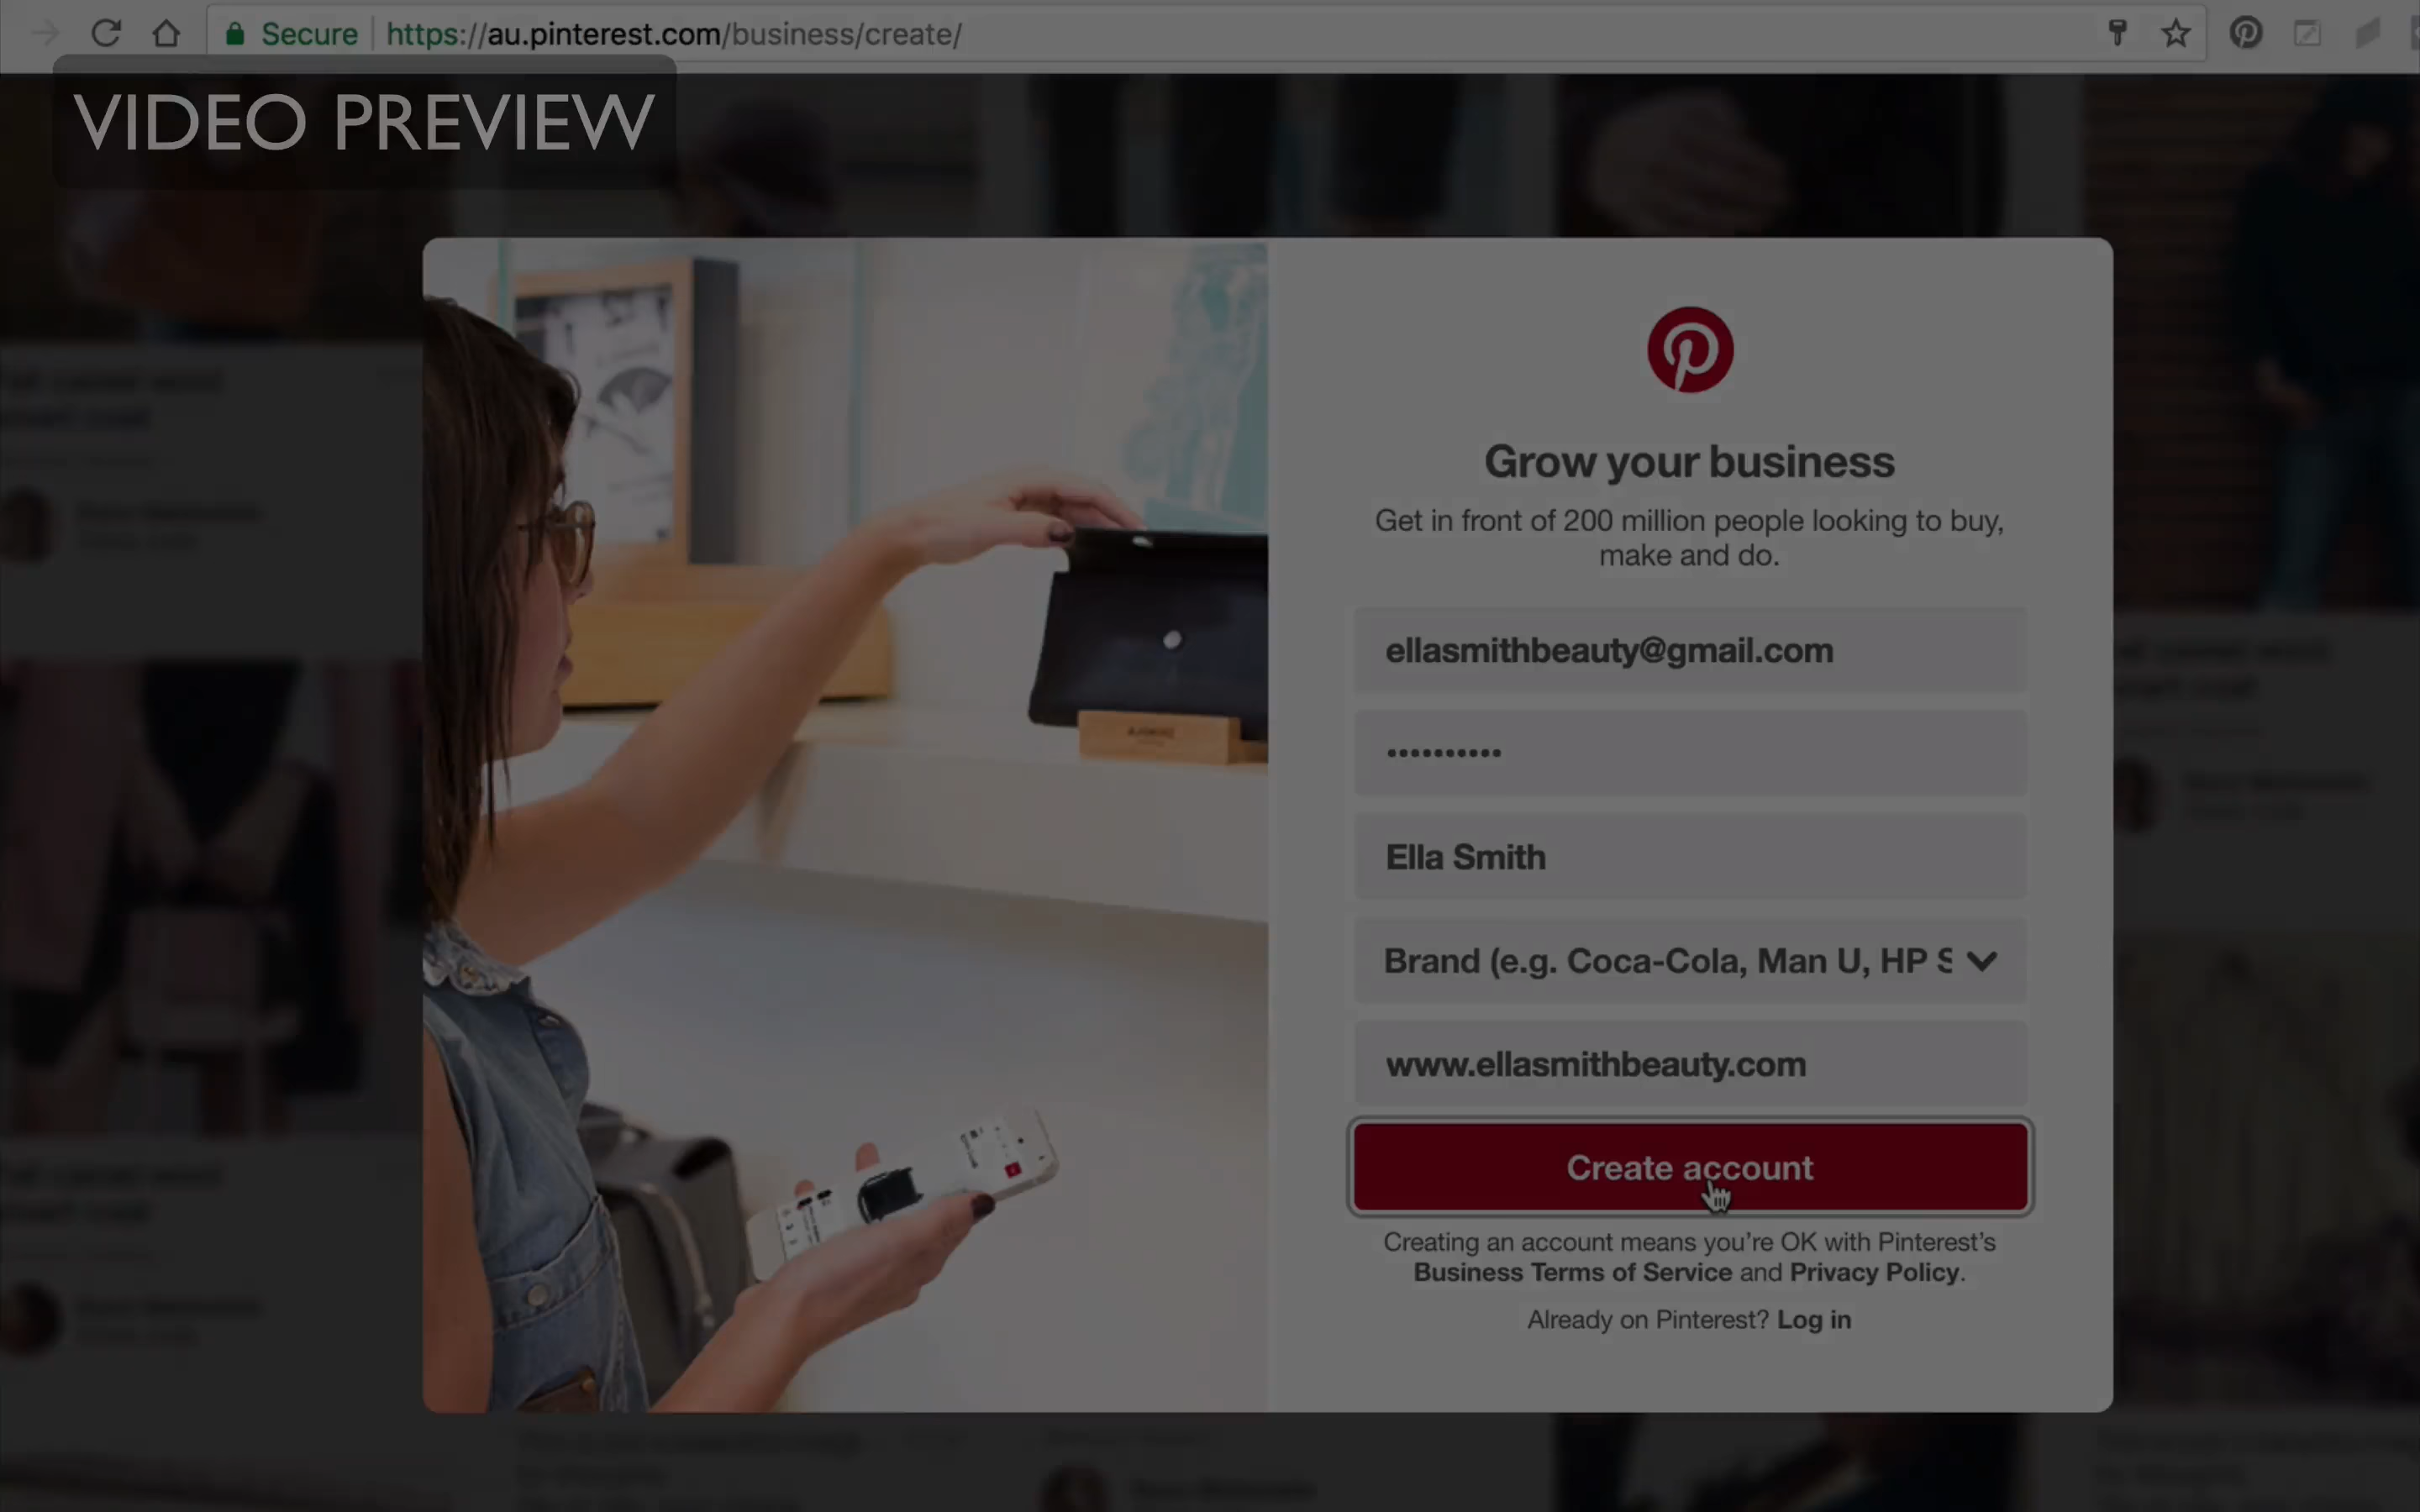 Secure https://au.pinterest.com/business/create/
VIDEO PREVIEW
Grow your business
Get in front of 200 million people looking to buy,
make and do.
ellasmithbeauty@gmail.com
••••••••••
Ella Smith
Brand (e.g. Coca-Cola, Man U, HP S
www.ellasmithbeauty.com
Create account
Creating an account means you're OK with Pinterest's
Business Terms of Service and Privacy Policy.
Already on Pinterest? Log in